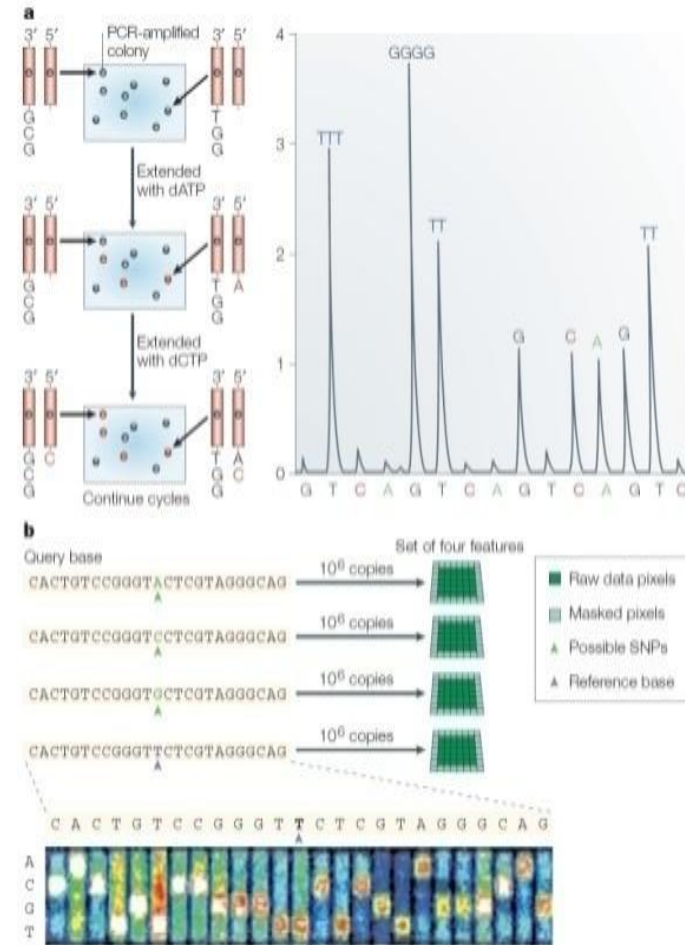 a
3' 5'
PCR-amplified
colony
3' 5'
G
C
G
T
G
G
Extended
with dATP
3' 5'
3' 5'
G
C
G
T A
G
G
Extended
with dCTP
3' 5'
3' 5'
G C
C
G
T A
G C
G
Continue cycles
4
3
2
1
0
TTT
GGGG
TT
G
C
A
G
TT
G T C A G T C A G T C A G T C
b
Query base
Set of four features
CACTGTCCGGGTACTCGTAGGGCAG
10⁶ copies
CACTGTCCGGGTCCTCGTAGGGCAG
10⁶ copies
CACTGTCCGGGTGCTCGTAGGGCAG
10⁶ copies
CACTGTCCGGGTTCTCGTAGGGCAG
10⁶ copies
Raw data pixels
Masked pixels
Possible SNPs
Reference base
C A C T G T C C G G G T T C T C G T A G G G C A G
A
C
G
T